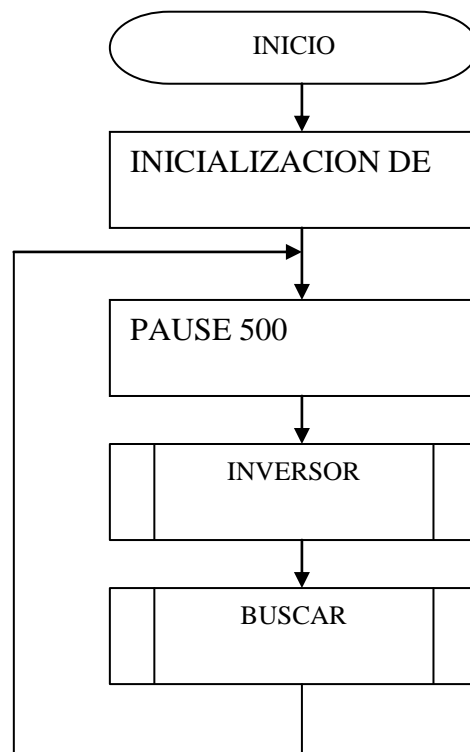 INICIO
INICIALIZACION DE
PAUSE 500
INVERSOR
BUSCAR